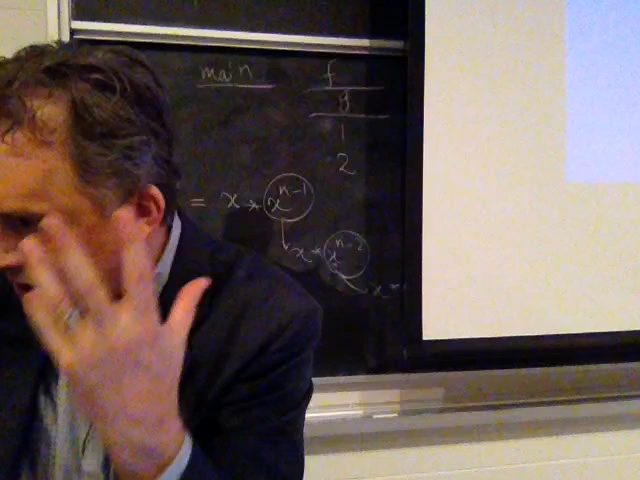 main
f
g
1
2
= x * x^{n-1}
x * x^{n-2}
x *